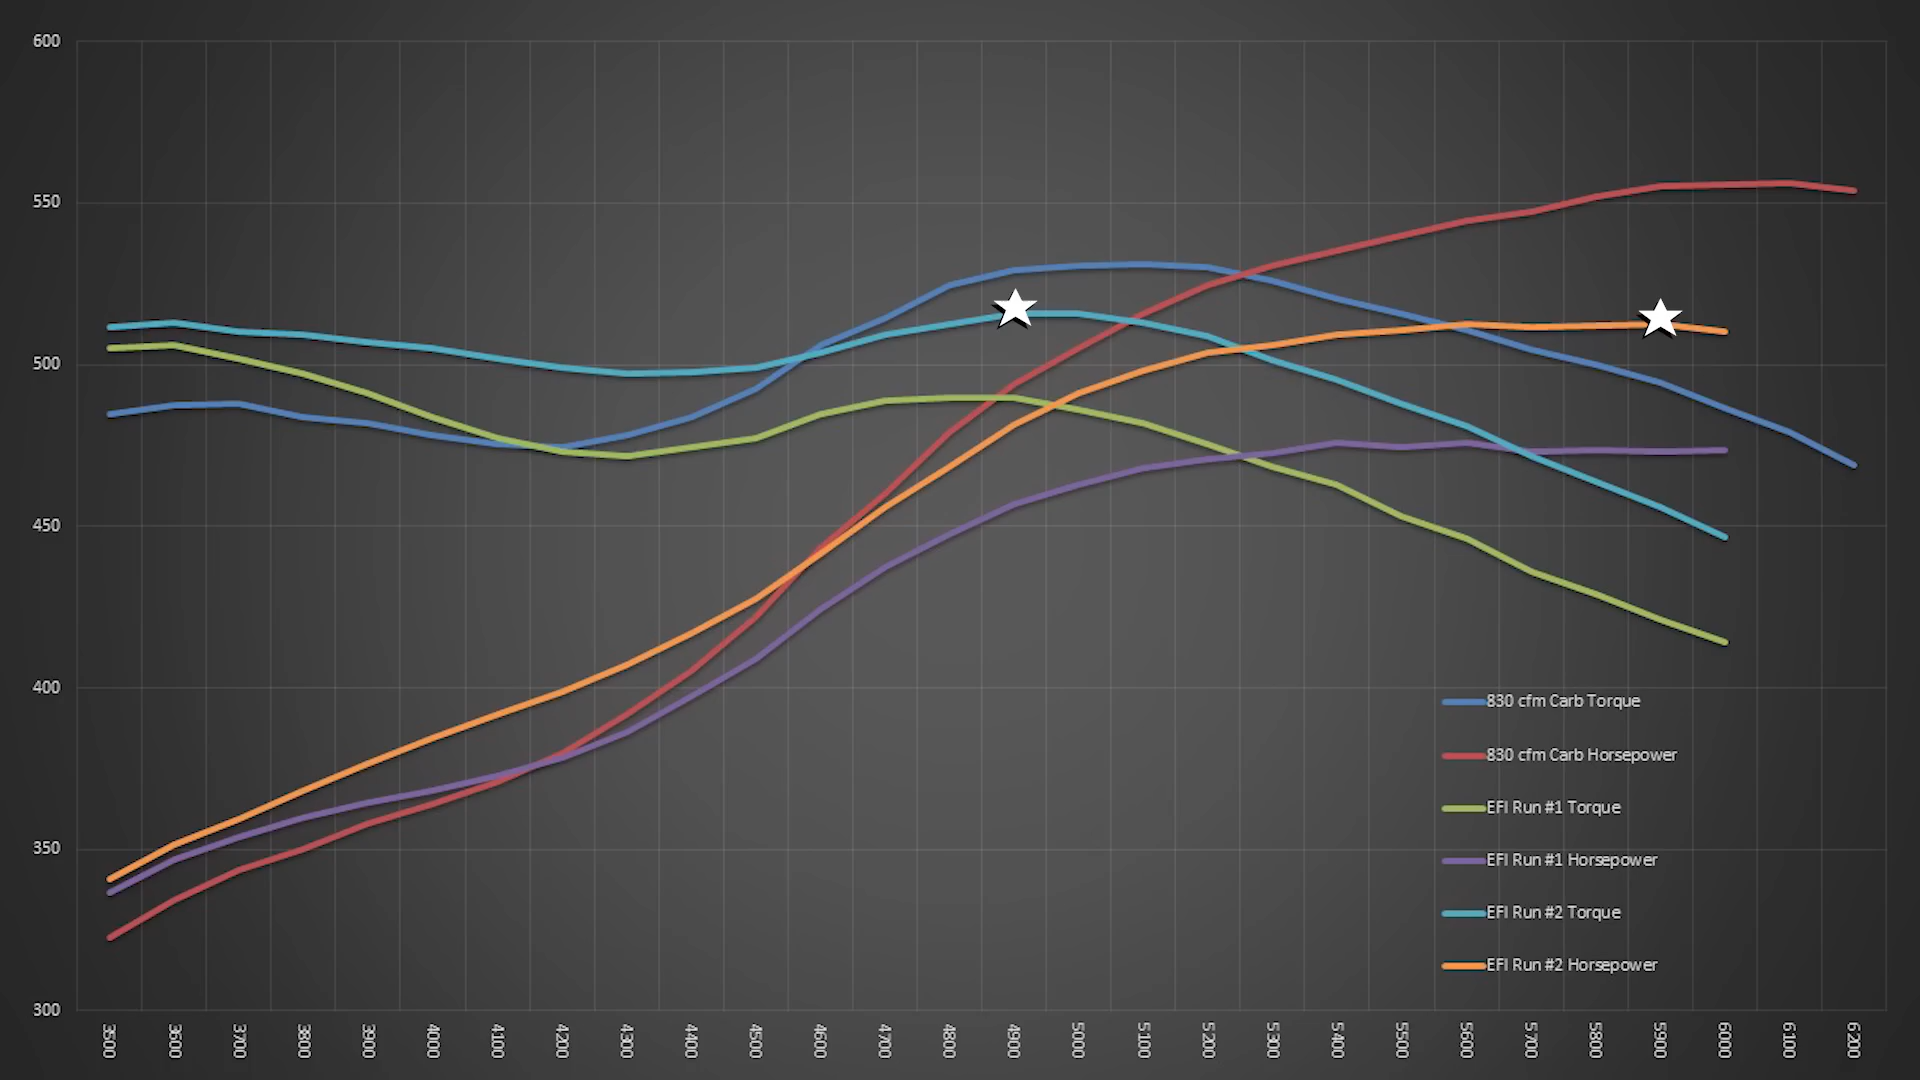 600
550
500
450
400
350
300
3500 3600 3700 3800 3900 4000 4100 4200 4300 4400 4500 4600 4700 4800 4900 5000 5100 5200 5300 5400 5500 5600 5700 5800 5900 6000 6100 6200
830 cfm Carb Torque
830 cfm Carb Horsepower
EFI Run #1 Torque
EFI Run #1 Horsepower
EFI Run #2 Torque
EFI Run #2 Horsepower